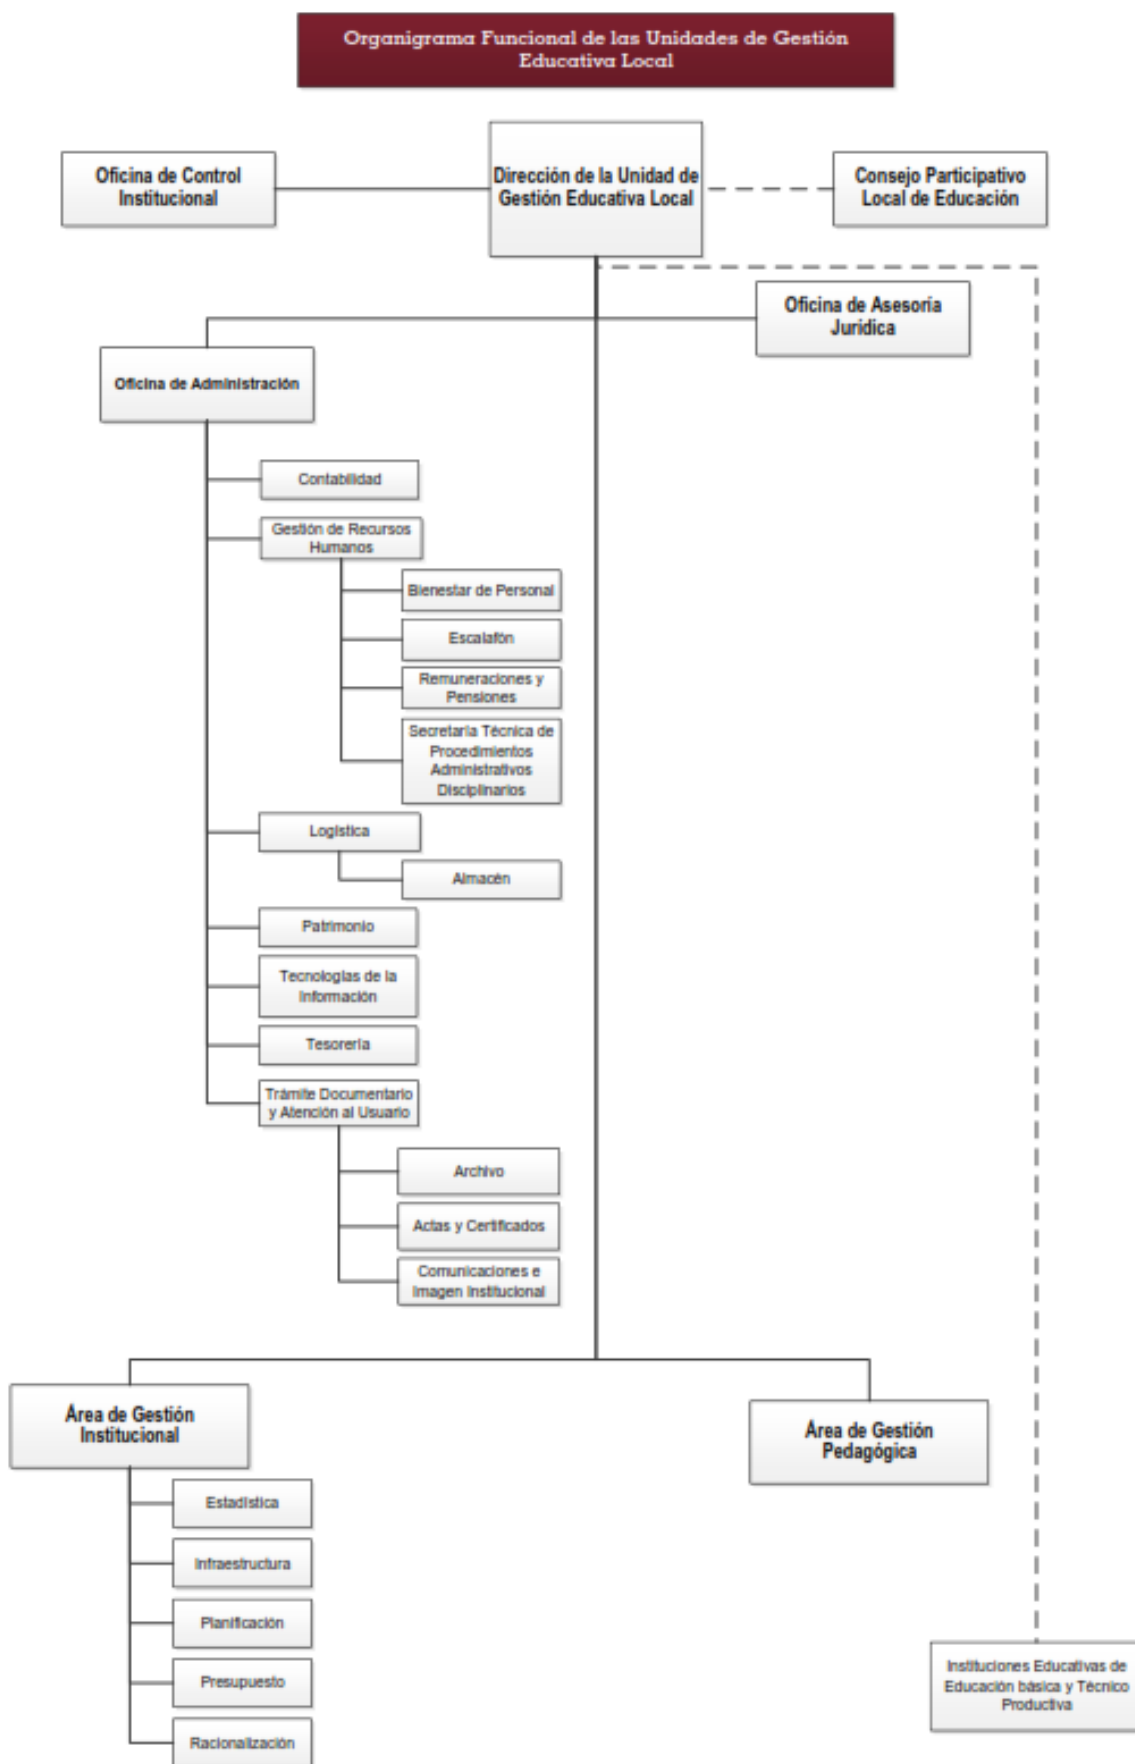 Organigrama Funcional de las Unidades de Gestión
Educativa Local
Oficina de Control
Institucional
Dirección de la Unidad de
Gestión Educativa Local
Consejo Participativo
Local de Educación
Oficina de Asesoría
Jurídica
Oficina de Administración
Contabilidad
Gestión de Recursos
Humanos
Bienestar de Personal
Escalafón
Remuneraciones y
Pensiones
Secretaría Técnica de
Procedimientos
Administrativos
Disciplinarios
Logística
Almacén
Patrimonio
Tecnologías de la
Información
Tesorería
Trámite Documentario
y Atención al Usuario
Archivo
Actas y Certificados
Comunicaciones e
Imagen Institucional
Área de Gestión
Institucional
Área de Gestión
Pedagógica
Estadística
Infraestructura
Planificación
Presupuesto
Racionalización
Instituciones Educativas de
Educación básica y Técnico
Productiva